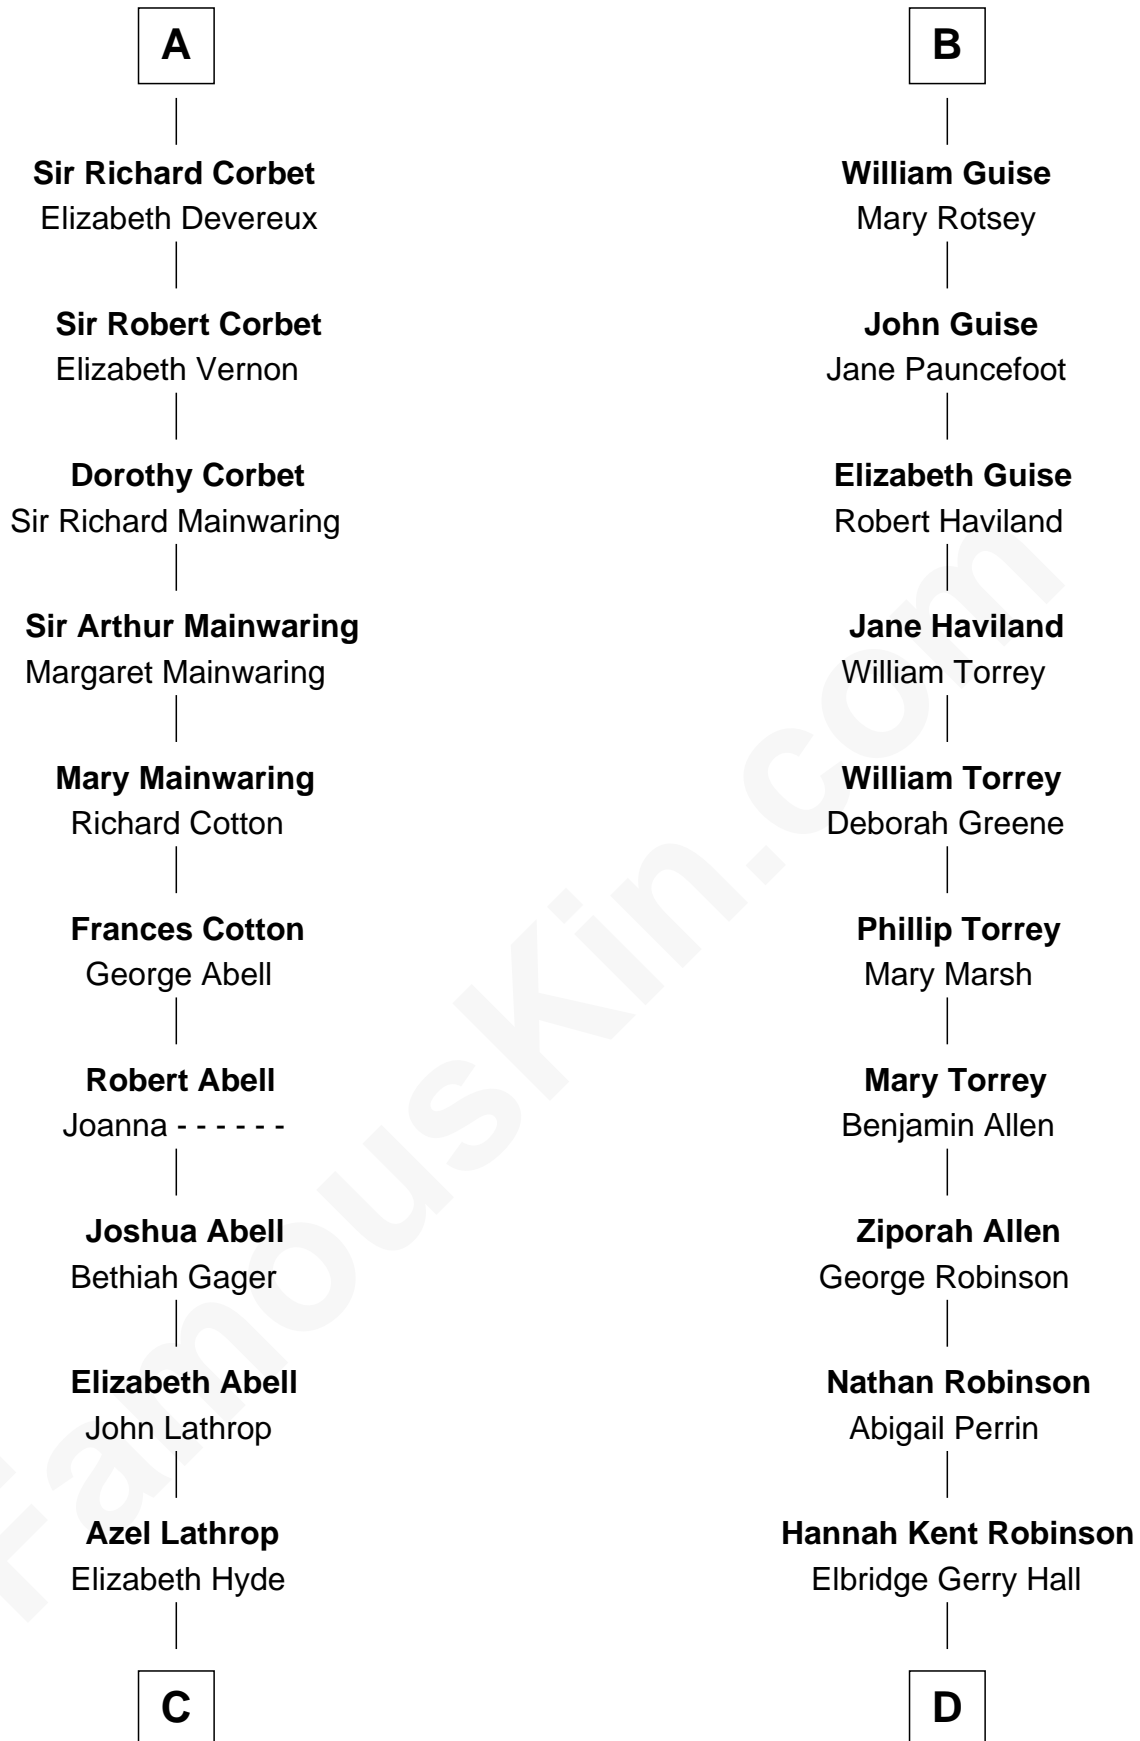 A
Sir Richard Corbet
Elizabeth Devereux
Sir Robert Corbet
Elizabeth Vernon
Dorothy Corbet
Sir Richard Mainwaring
Sir Arthur Mainwaring
Margaret Mainwaring
Mary Mainwaring
Richard Cotton
Frances Cotton
George Abell
Robert Abell
Joanna - - - - - -
Joshua Abell
Bethiah Gager
Elizabeth Abell
John Lathrop
Azel Lathrop
Elizabeth Hyde
C
B
William Guise
Mary Rotsey
John Guise
Jane Pauncefoot
Elizabeth Guise
Robert Haviland
Jane Haviland
William Torrey
William Torrey
Deborah Greene
Phillip Torrey
Mary Marsh
Mary Torrey
Benjamin Allen
Ziporah Allen
George Robinson
Nathan Robinson
Abigail Perrin
Hannah Kent Robinson
Elbridge Gerry Hall
D
FamousKin.com